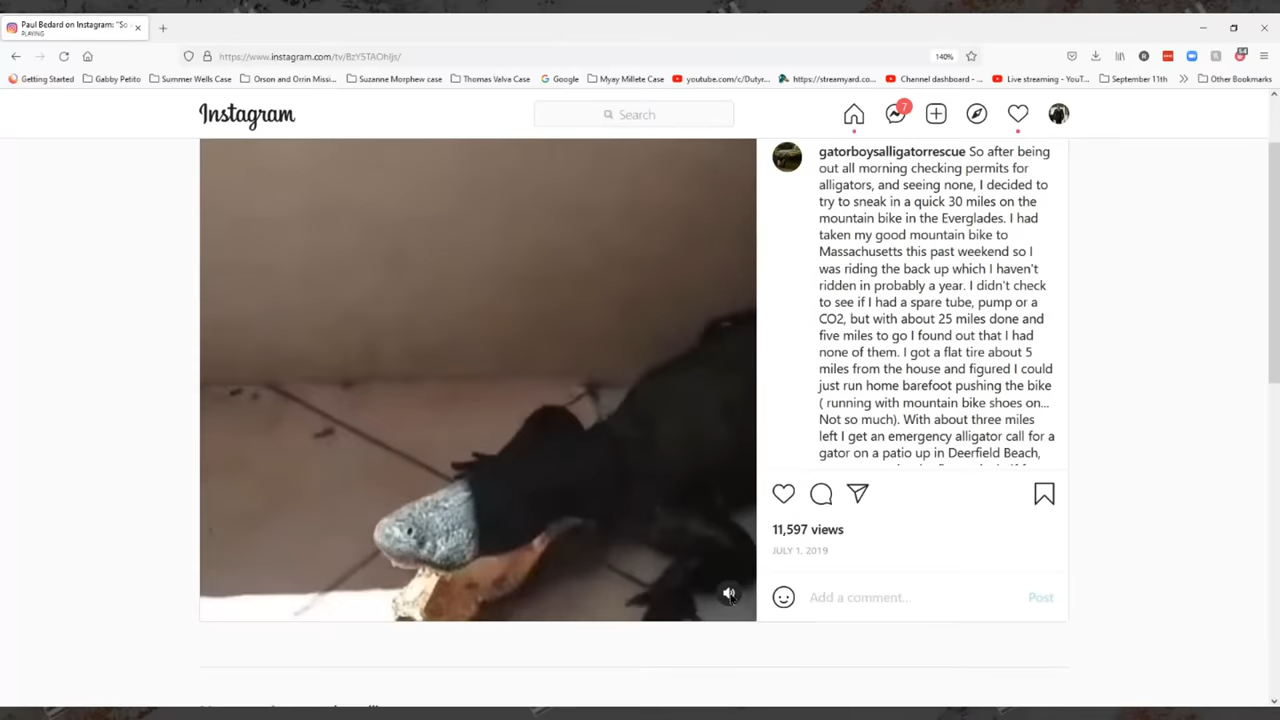 Paul Bedard on Instagram: "So
PLAYING
https://www.instagram.com/tv/BzY5TAOhljs/
140%
Getting Started
Gabby Petito
Summer Wells Case
Orson and Orrin Missi...
Suzanne Morphew case
Thomas Valva Case
Google
Myay Millete Case
youtube.com/c/Dutyr...
https://streamyard.co...
Channel dashboard - ...
Live streaming - YouT...
September 11th
Other Bookmarks
Instagram
Search
7
gatorboysalligatorrescue So after being
out all morning checking permits for
alligators, and seeing none, I decided to
try to sneak in a quick 30 miles on the
mountain bike in the Everglades. I had
taken my good mountain bike to
Massachusetts this past weekend so I
was riding the back up which I haven't
ridden in probably a year. I didn't check
to see if I had a spare tube, pump or a
CO2, but with about 25 miles done and
five miles to go I found out that I had
none of them. I got a flat tire about 5
miles from the house and figured I could
just run home barefoot pushing the bike
( running with mountain bike shoes on...
Not so much). With about three miles
left I get an emergency alligator call for a
gator on a patio up in Deerfield Beach,
11,597 views
JULY 1, 2019
Add a comment...
Post